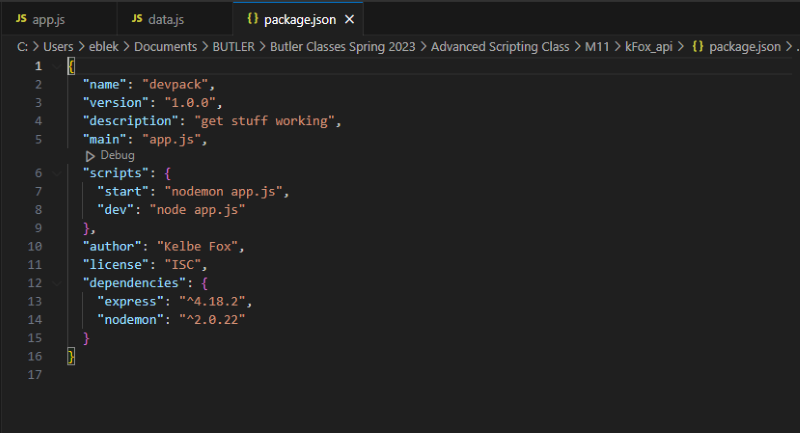 JS app.js JS data.js {} package.json ×
C: > Users > eblek > Documents > BUTLER > Butler Classes Spring 2023 > Advanced Scripting Class > M11 > kFox_api > {} package.json > .
1 {
2 "name": "devpack",
3 "version": "1.0.0",
4 "description": "get stuff working",
5 "main": "app.js",
Debug
6 "scripts": {
7 "start": "nodemon app.js",
8 "dev": "node app.js"
9 },
10 "author": "Kelbe Fox",
11 "license": "ISC",
12 "dependencies": {
13 "express": "^4.18.2",
14 "nodemon": "^2.0.22"
15 }
16 }
17